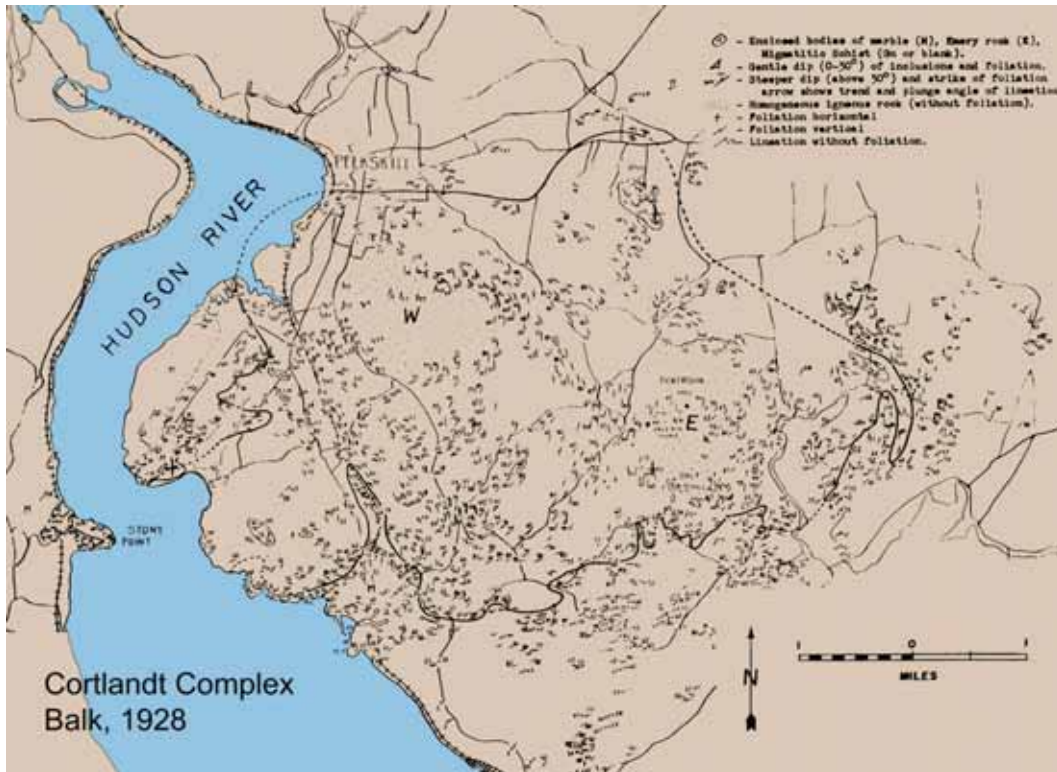 - Enclosed bodies of marble (M), Emery rock (E),
Migmatitic Schist (Sn or blank).
- Gentle dip (0-50°) of inclusions and foliation.
- Steeper dip (above 50°) and strike of foliation
arrow shows trend and plunge angle of lineation
- Homogeneous igneous rock (without foliation).
- Foliation horizontal
- Foliation vertical
- Lineation without foliation.
PEEKSKILL
HUDSON RIVER
W
E
STONY
POINT
N
0
MILES
Cortlandt Complex
Balk, 1928